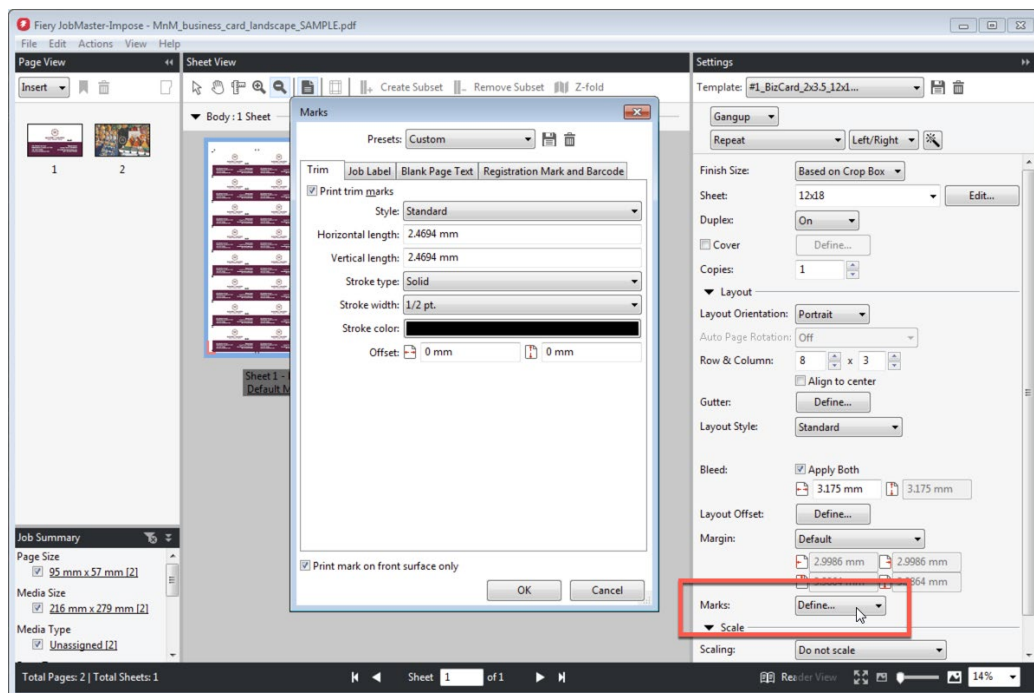 Fiery JobMaster-Impose - MnM_business_card_landscape_SAMPLE.pdf
File Edit Actions View Help
Page View
Insert
1
2
Job Summary
Page Size
95 mm x 57 mm [2]
Media Size
216 mm x 279 mm [2]
Media Type
Unassigned [2]
Sheet View
Create Subset Remove Subset Z-fold
Body : 1 Sheet
Sheet 1 -
Default
Marks
Presets: Custom
Trim Job Label Blank Page Text Registration Mark and Barcode
Print trim marks
Style: Standard
Horizontal length: 2.4694 mm
Vertical length: 2.4694 mm
Stroke type: Solid
Stroke width: 1/2 pt.
Stroke color:
Offset: 0 mm 0 mm
Print mark on front surface only
OK Cancel
Settings
Template: #1_BizCard_2x3.5_12x1...
Gangup
Repeat Left/Right
Finish Size: Based on Crop Box
Sheet: 12x18 Edit...
Duplex: On
Cover Define...
Copies: 1
Layout
Layout Orientation: Portrait
Auto Page Rotation: Off
Row & Column: 8 x 3
Align to center
Gutter: Define...
Layout Style: Standard
Bleed: Apply Both
3.175 mm 3.175 mm
Layout Offset: Define...
Margin: Default
2.9986 mm 2.9986 mm
Marks: Define...
Scale
Scaling: Do not scale
Total Pages: 2 | Total Sheets: 1 Sheet 1 of 1 Reader View 14%